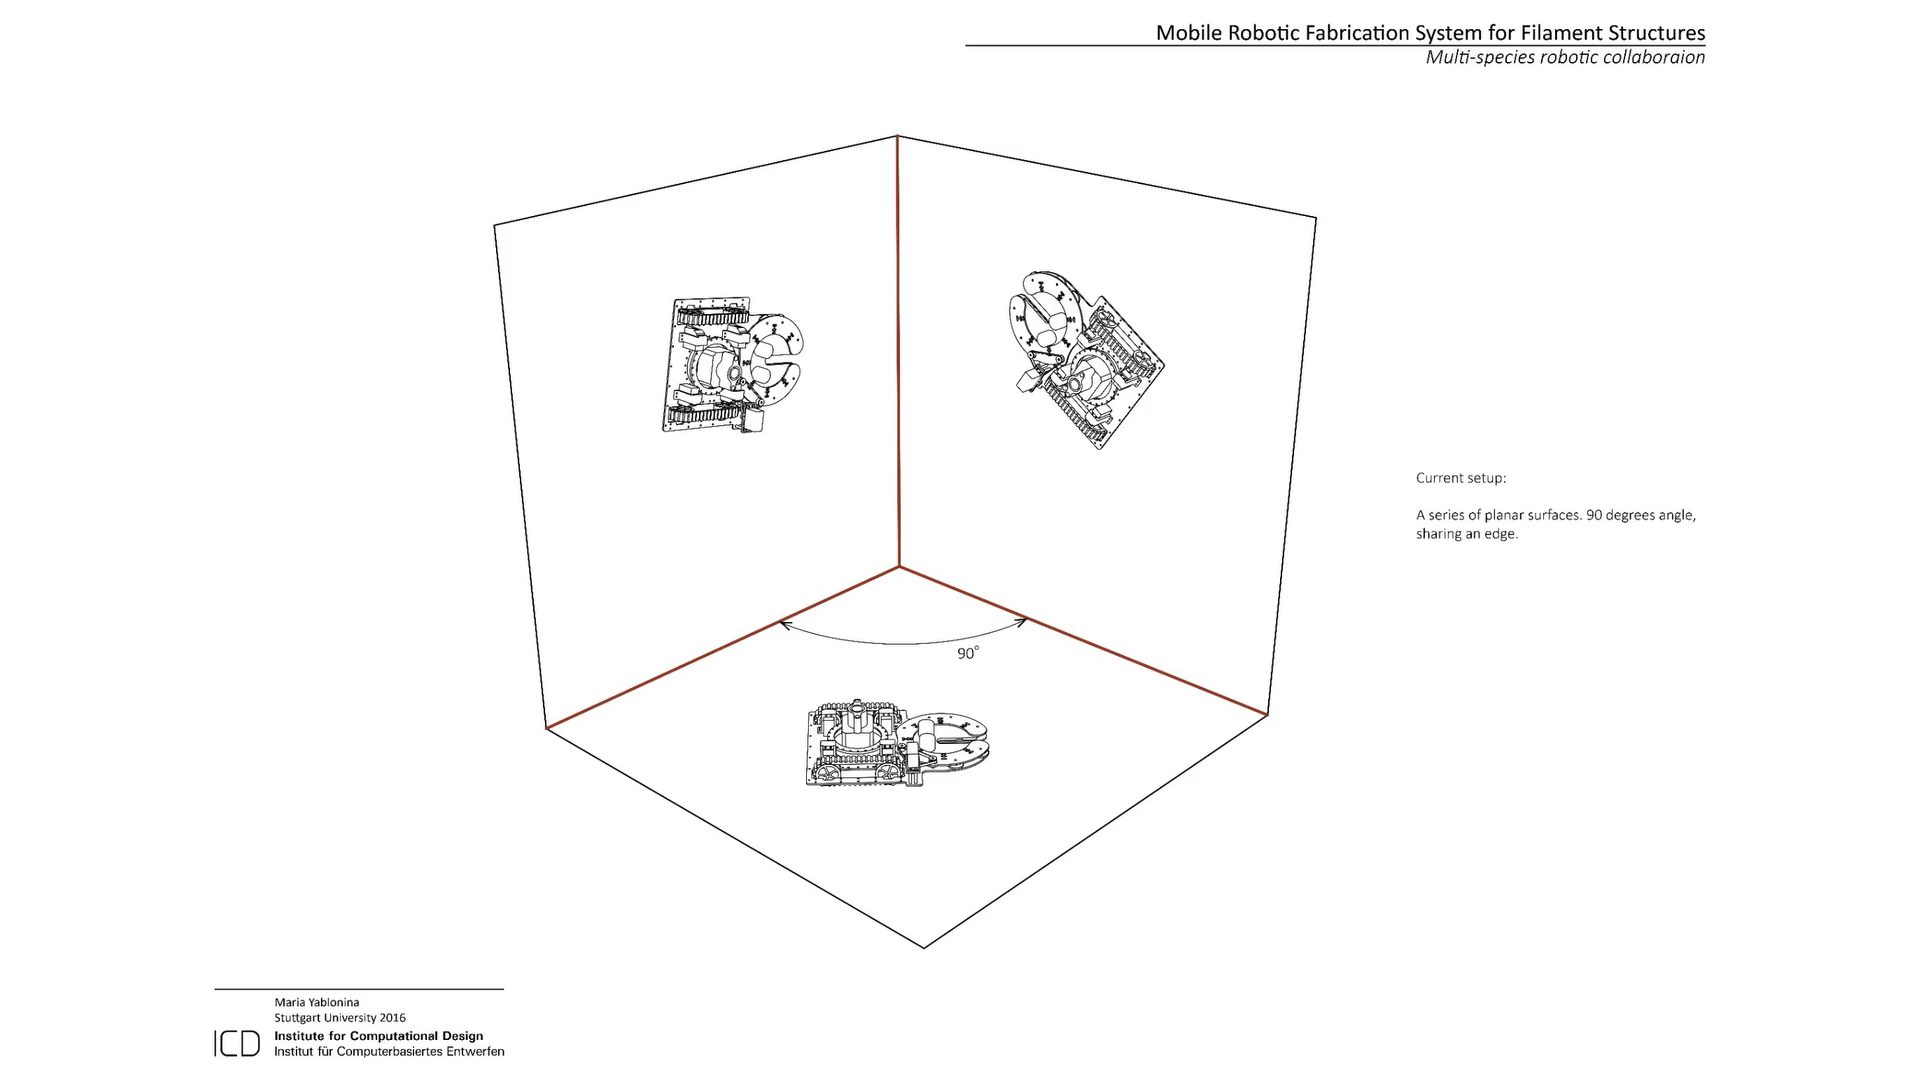 Mobile Robotic Fabrication System for Filament Structures
Multi-species robotic collaboraion
Current setup:
A series of planar surfaces. 90 degrees angle,
sharing an edge.
90°
Maria Yablonina
Stuttgart University 2016
ICD
Institute for Computational Design
Institut für Computerbasiertes Entwerfen